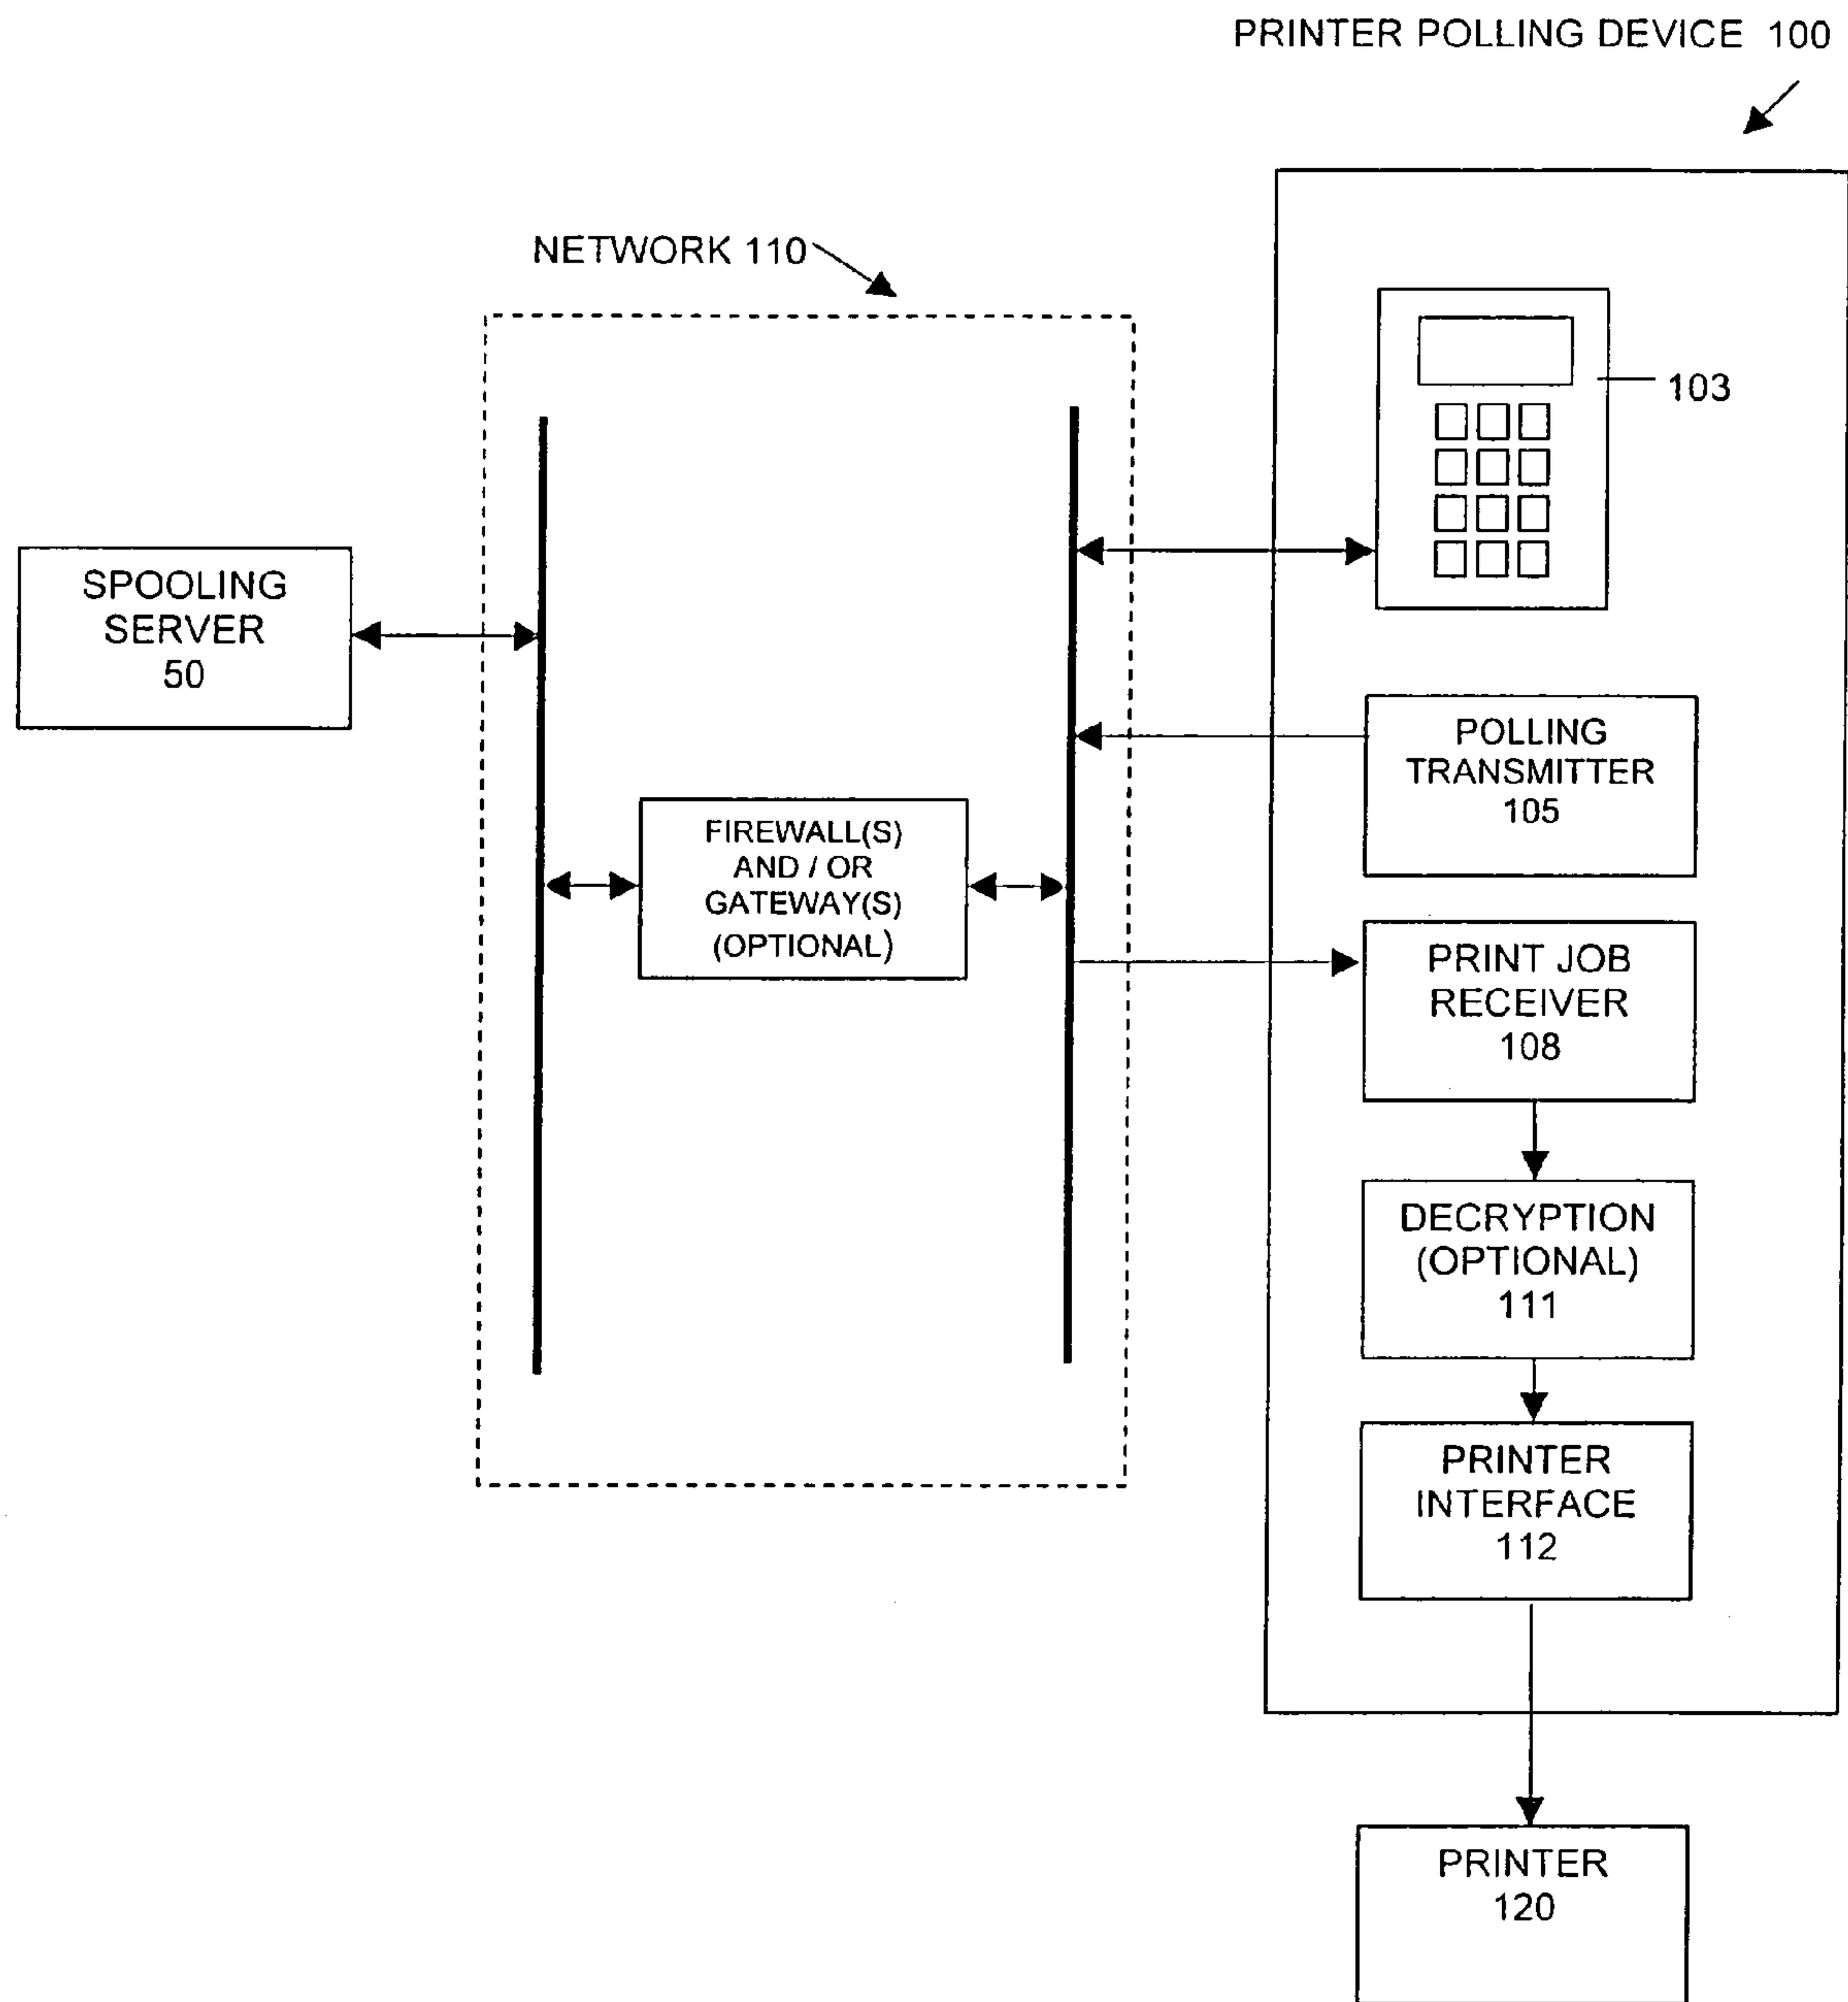 PRINTER POLLING DEVICE 100
NETWORK 110
103
SPOOLING
SERVER
50
POLLING
TRANSMITTER
105
FIREWALL(S)
AND / OR
GATEWAY(S)
(OPTIONAL)
PRINT JOB
RECEIVER
108
DECRYPTION
(OPTIONAL)
111
PRINTER
INTERFACE
112
PRINTER
120